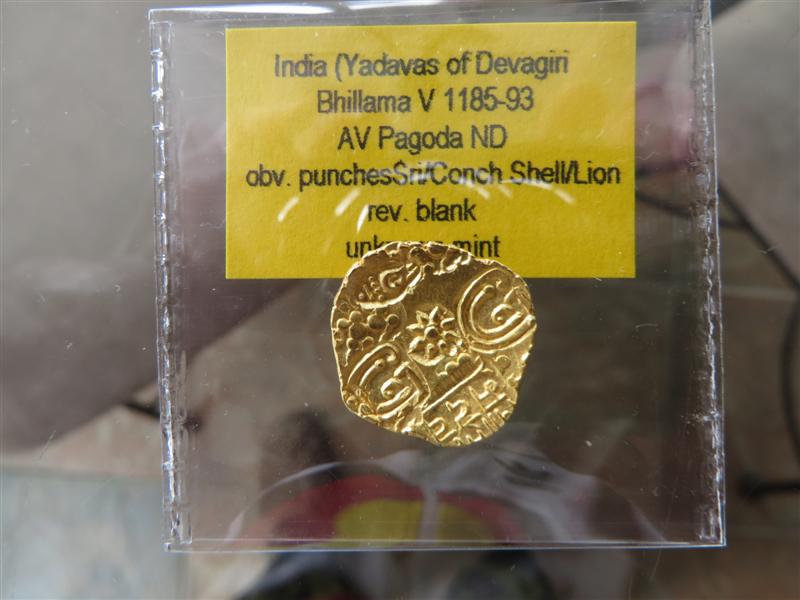 India (Yadavas of Devagiri
Bhillama V 1185-93
AV Pagoda ND
obv. punchesSri/Conch Shell/Lion
rev. blank
mint